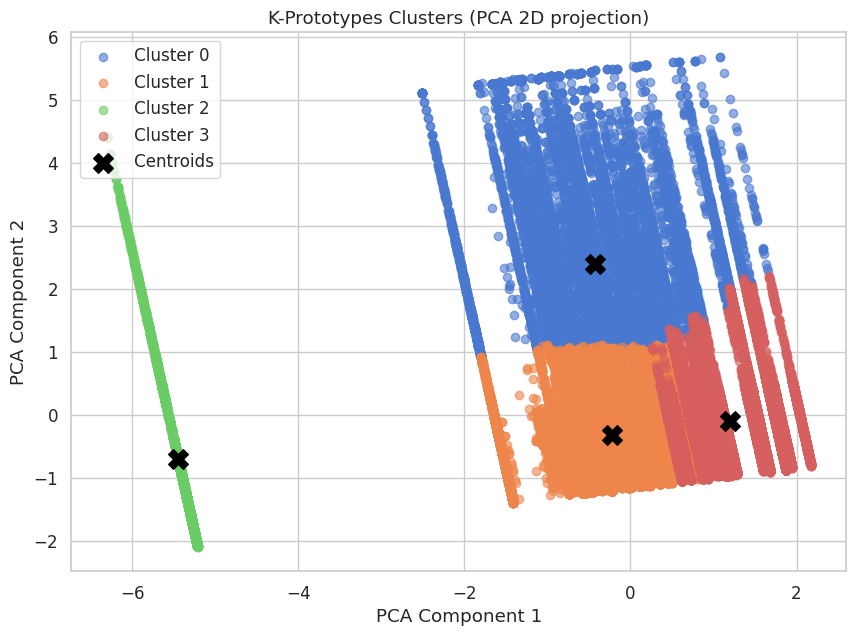 K-Prototypes Clusters (PCA 2D projection)
Cluster 0
Cluster 1
Cluster 2
Cluster 3
Centroids
6
5
4
3
2
1
0
−1
−2
PCA Component 2
−6
−4
−2
0
2
PCA Component 1